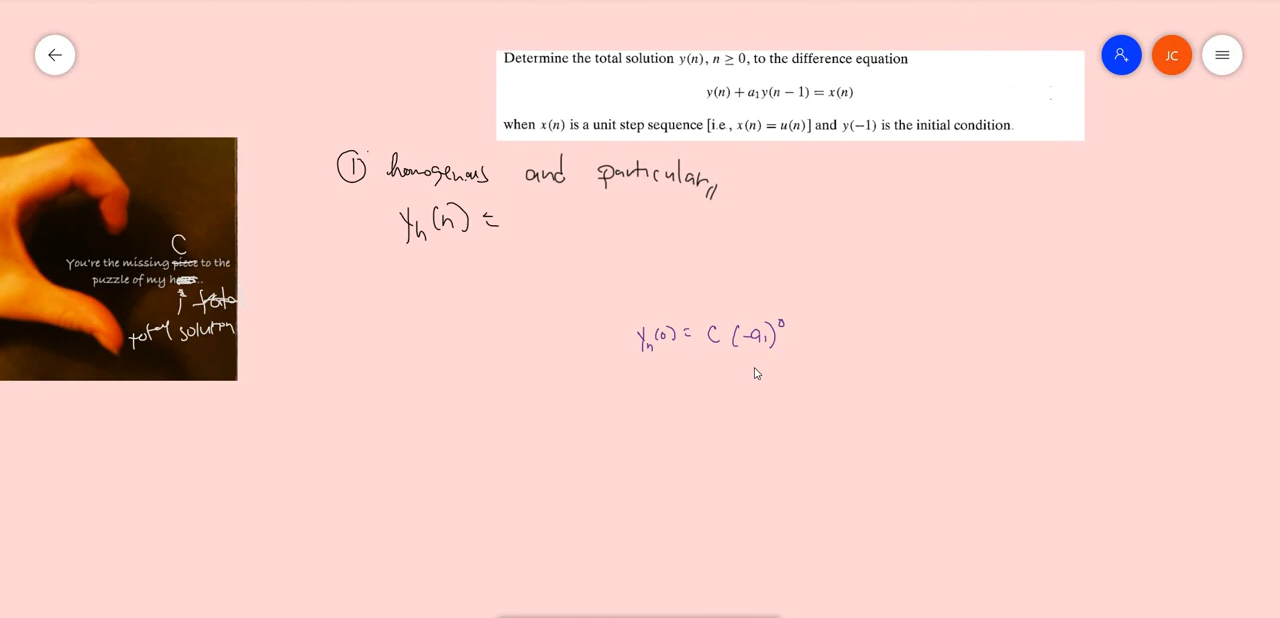 Determine the total solution y(n), n ≥ 0, to the difference equation
y(n) + a₁y(n − 1) = x(n)
when x(n) is a unit step sequence [i.e., x(n) = u(n)] and y(−1) is the initial condition.
JC
① homogenous and particular,,
yₕ(n) =
C
You're the missing piece to the
puzzle of my
total solution
yₕ(0) = C (-a₁)⁰